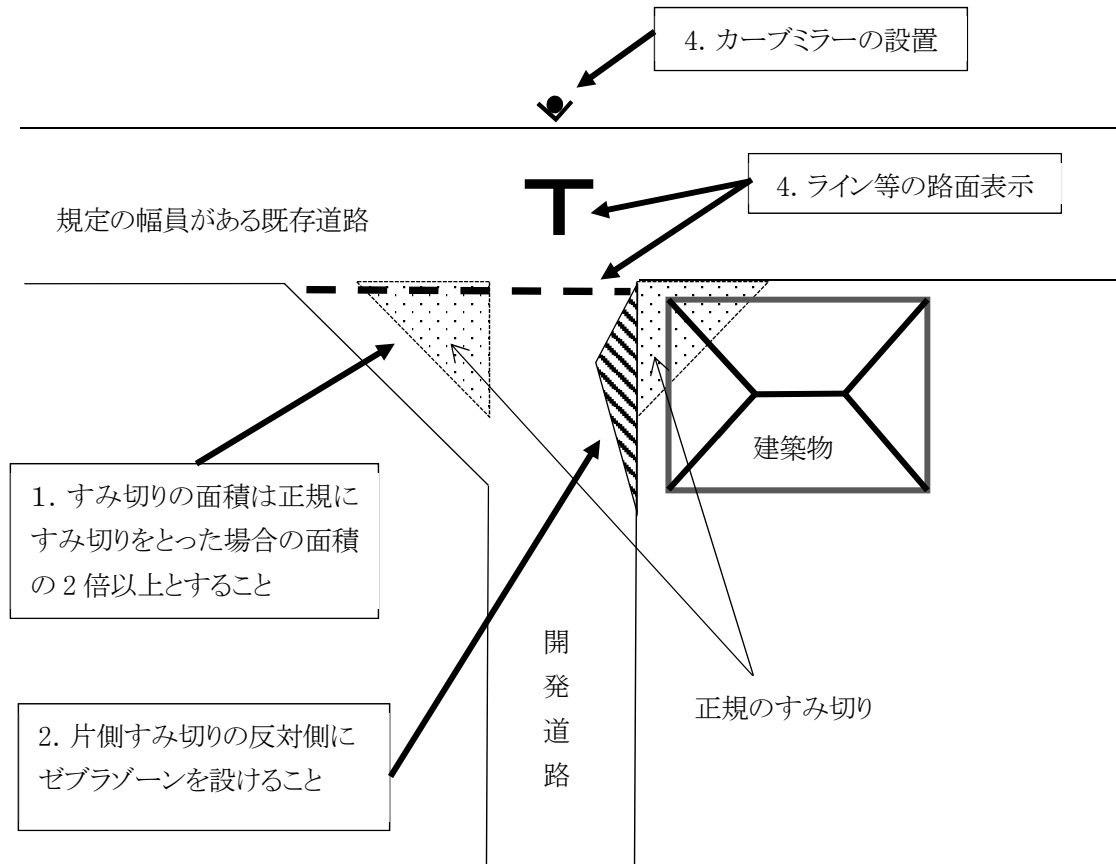 4. カーブミラーの設置
4. ライン等の路面表示
規定の幅員がある既存道路
建築物
1. すみ切りの面積は正規に
すみ切りをとった場合の面積
の 2 倍以上とすること
正規のすみ切り
2. 片側すみ切りの反対側に
ゼブラゾーンを設けること
開
発
道
路